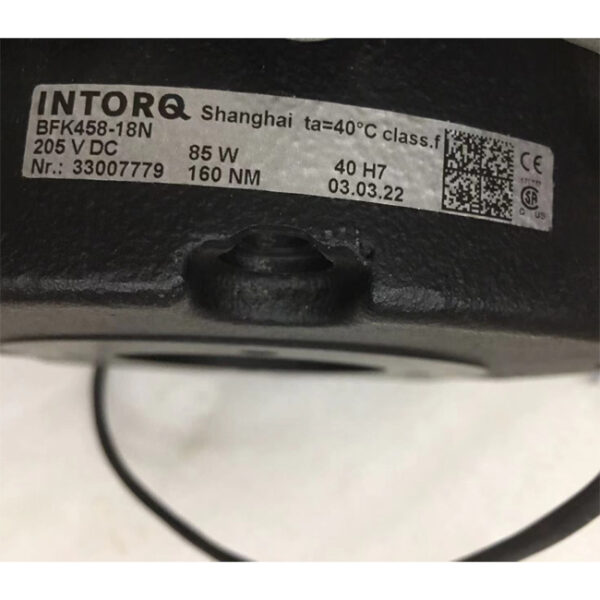 INTORQ Shanghai ta=40°C class.f
BFK458-18N
205 V DC 85 W 40 H7
Nr.: 33007779 160 NM 03.03.22
CE
C US